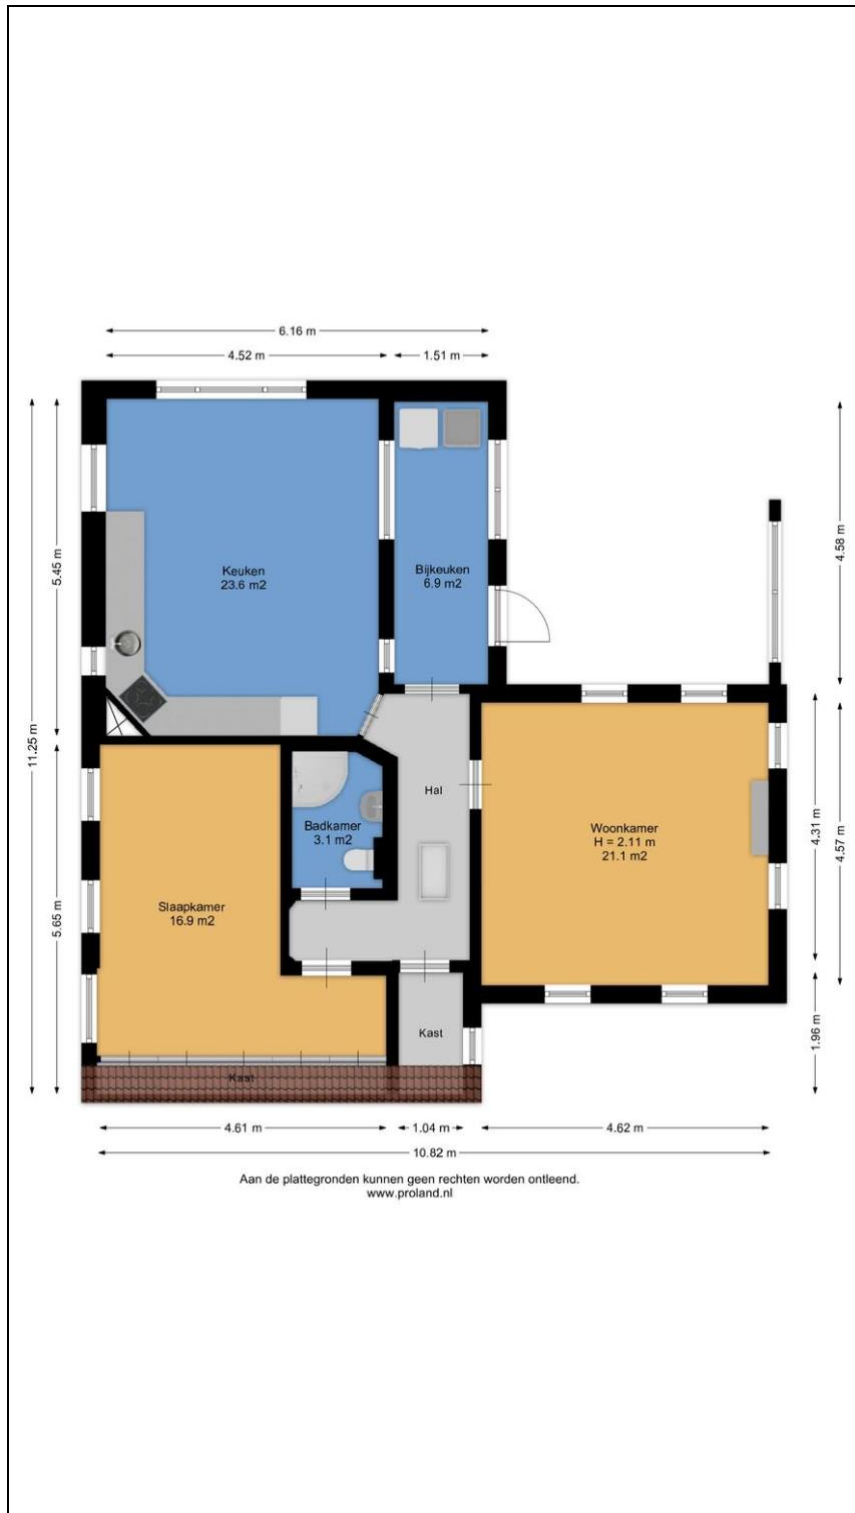 6.16 m
4.52 m
1.51 m
11.25 m
5.45 m
5.65 m
4.58 m
4.31 m
4.57 m
1.96 m
Keuken
23.6 m2
Bijkeuken
6.9 m2
Hal
Badkamer
3.1 m2
Woonkamer
H = 2.11 m
21.1 m2
Slaapkamer
16.9 m2
Kast
Kast
4.61 m
1.04 m
4.62 m
10.82 m
Aan de plattegronden kunnen geen rechten worden ontleend.
www.proland.nl